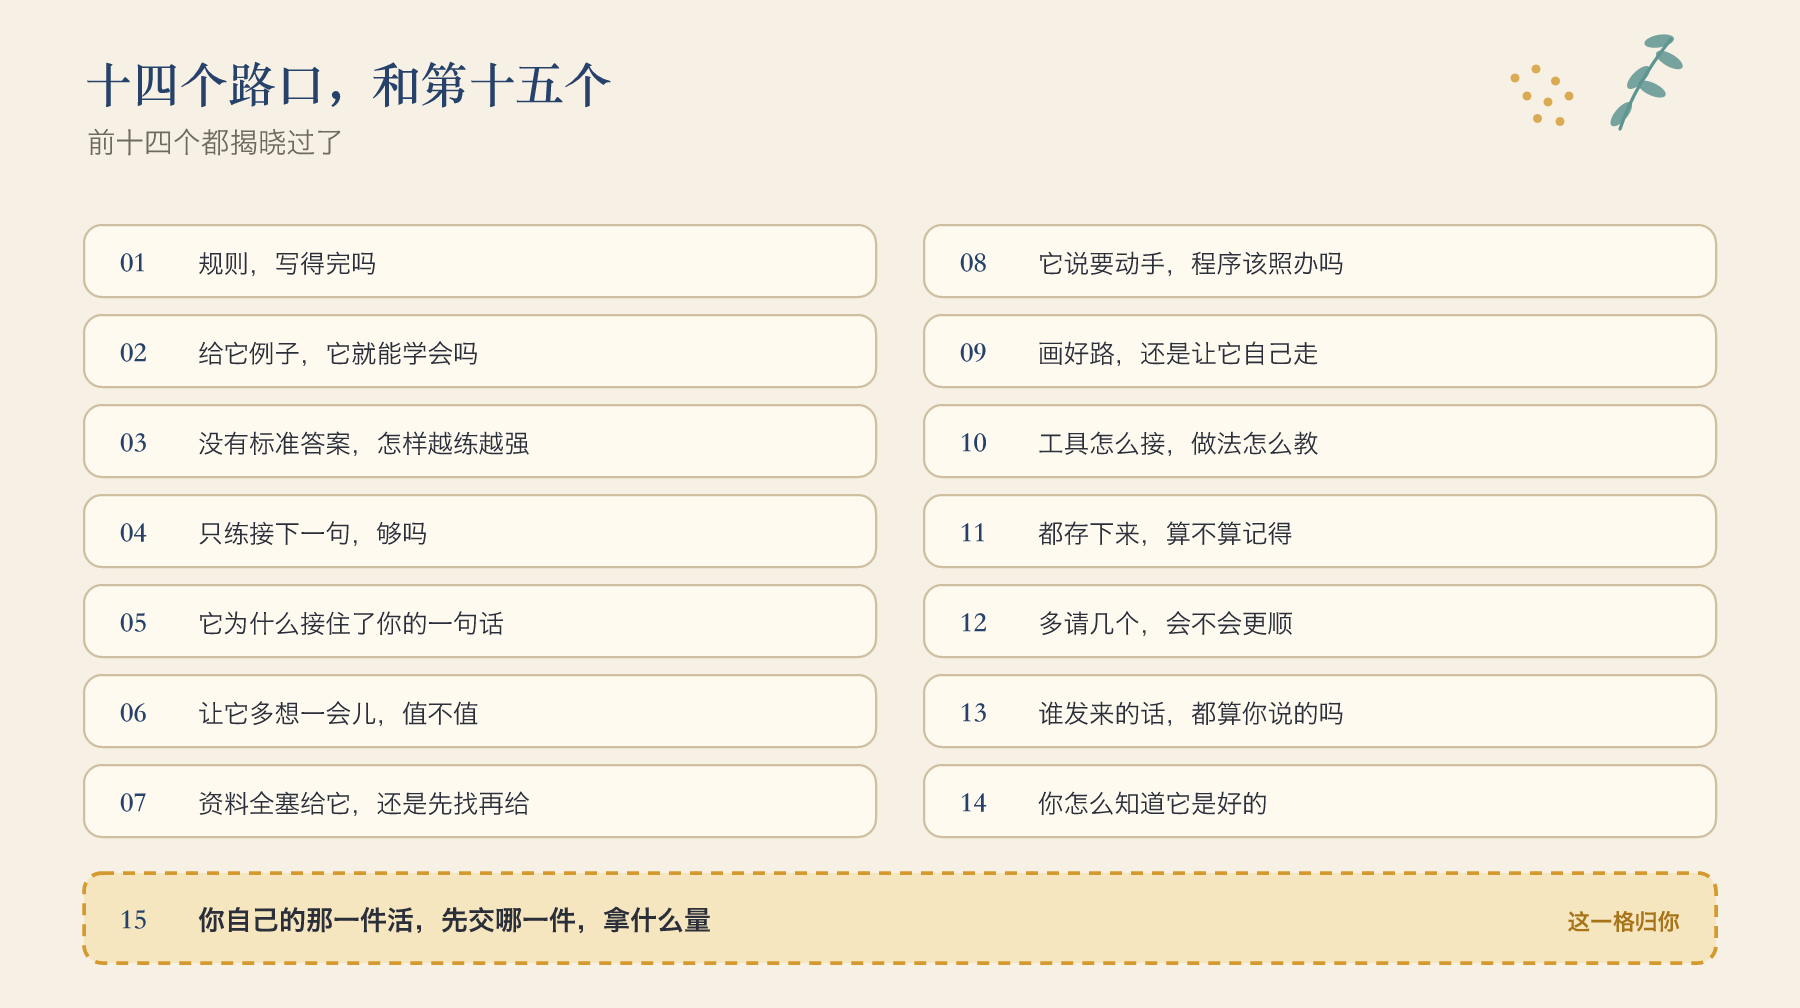 十四个路口，和第十五个
前十四个都揭晓过了
01 规则，写得完吗
02 给它例子，它就能学会吗
03 没有标准答案，怎样越练越强
04 只练接下一句，够吗
05 它为什么接住了你的一句话
06 让它多想一会儿，值不值
07 资料全塞给它，还是先找再给
08 它说要动手，程序该照办吗
09 画好路，还是让它自己走
10 工具怎么接，做法怎么教
11 都存下来，算不算记得
12 多请几个，会不会更顺
13 谁发来的话，都算你说的吗
14 你怎么知道它是好的
15 你自己的那一件活，先交哪一件，拿什么量 这一格归你